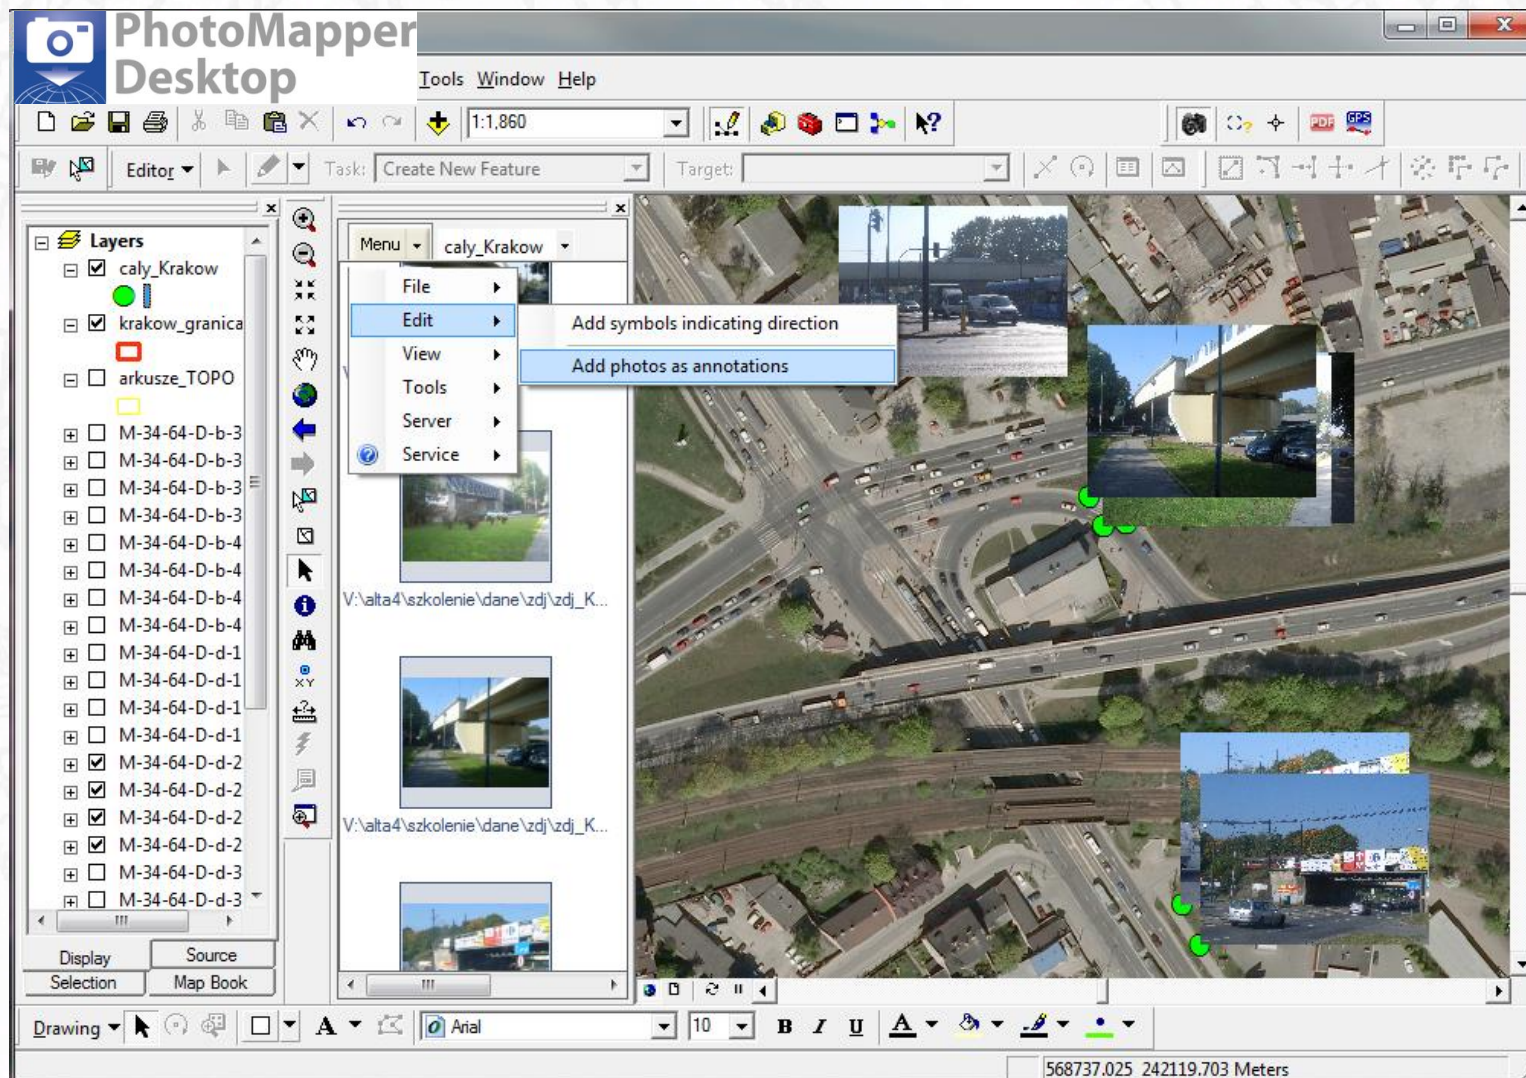 PhotoMapper
Desktop
Tools Window Help
1:1,860
PDF GPS
Editor Task: Create New Feature Target:
Layers
caly_Krakow
krakow_granica
arkusze_TOPO
M-34-64-D-b-3
M-34-64-D-b-3
M-34-64-D-b-3
M-34-64-D-b-3
M-34-64-D-b-4
M-34-64-D-b-4
M-34-64-D-b-4
M-34-64-D-b-4
M-34-64-D-d-1
M-34-64-D-d-1
M-34-64-D-d-1
M-34-64-D-d-1
M-34-64-D-d-2
M-34-64-D-d-2
M-34-64-D-d-2
M-34-64-D-d-2
M-34-64-D-d-3
M-34-64-D-d-3
Display Source
Selection Map Book
XY
Menu caly_Krakow
File
Edit
View
Tools
Server
Service
Add symbols indicating direction
Add photos as annotations
V:\alta4\szkolenie\dane\zdj\zdj_K...
V:\alta4\szkolenie\dane\zdj\zdj_K...
Drawing A Arial 10 B I U A
568737.025 242119.703 Meters